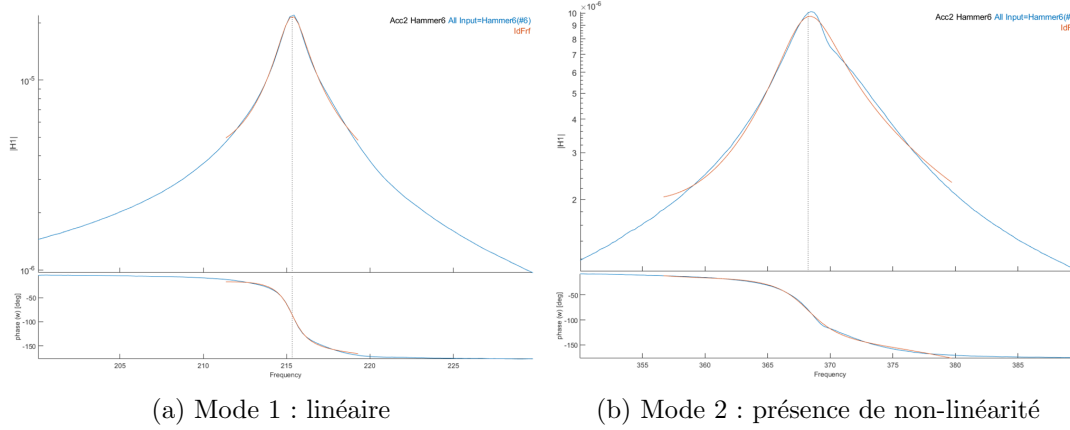 Acc2 Hammer6 All Input=Hammer6(#6)
IdFrf
10^-5
|H1|
10^-6
-50
-100
-150
phase (w) [deg]
205
210
215
220
225
Frequency
×10^-6
Acc2 Hammer6 All Input=Hammer6(#
IdFr
10
9
8
7
6
5
4
3
2
|H1|
-50
-100
-150
phase (w) [deg]
355
360
365
370
375
380
385
Frequency
(a) Mode 1 : linéaire
(b) Mode 2 : présence de non-linéarité